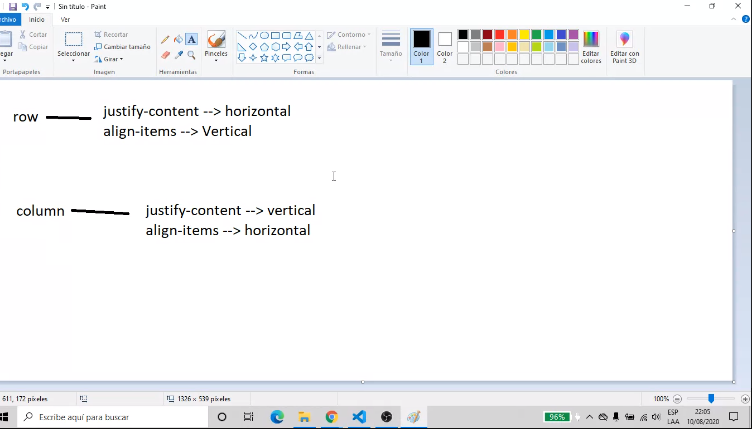 Sin título - Paint
rchivo Inicio Ver
egar
Cortar
Copiar
Portapapeles
Seleccionar
Recortar
Cambiar tamaño
Girar
Imagen
A
Herramientas
Pinceles
Contorno
Rellenar
Formas
Tamaño
Color
1
Color
2
Editar
colores
Editar con
Paint 3D
Colores
row
justify-content --> horizontal
align-items --> Vertical
column
justify-content --> vertical
align-items --> horizontal
611, 172 píxeles
1326 × 539 píxeles
100%
Escribe aquí para buscar
96%
ESP
LAA
22:05
10/08/2020